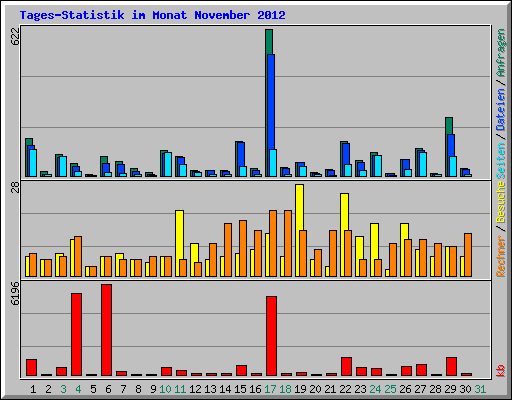 Tages-Statistik im Monat November 2012
622
Rechner / Besuche Seiten / Dateien / Anfragen
28
6196
kb
1 2 3 4 5 6 7 8 9 10 11 12 13 14 15 16 17 18 19 20 21 22 23 24 25 26 27 28 29 30 31